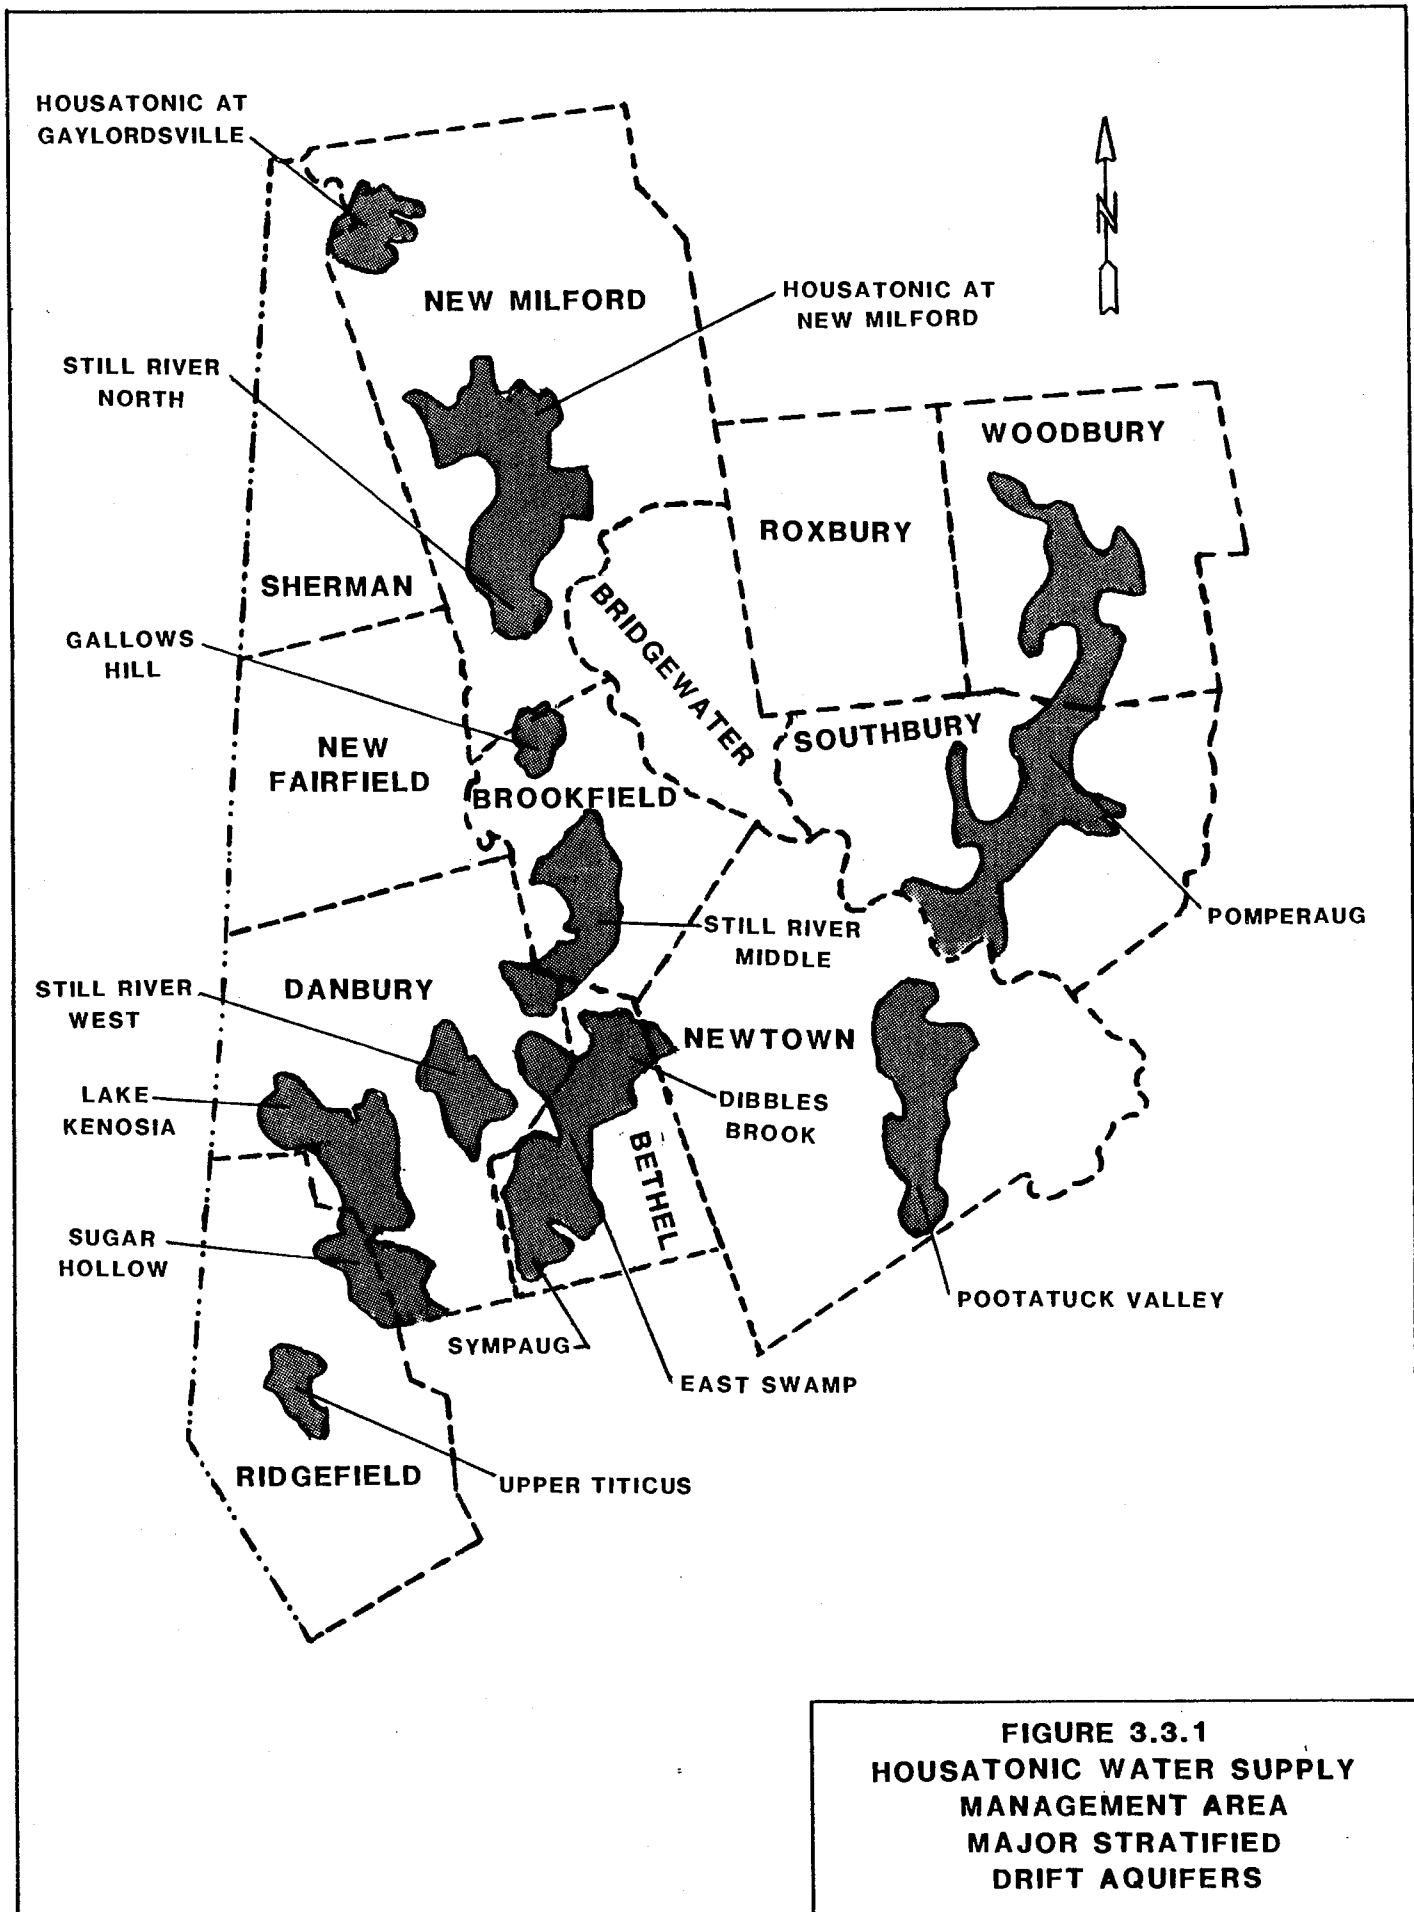 HOUSATONIC AT
GAYLORDSVILLE
N
NEW MILFORD
HOUSATONIC AT
NEW MILFORD
STILL RIVER
NORTH
WOODBURY
ROXBURY
SHERMAN
BRIDGEWATER
GALLOWS
HILL
SOUTHBURY
NEW
FAIRFIELD
BROOKFIELD
POMPERAUG
STILL RIVER
MIDDLE
DANBURY
STILL RIVER
WEST
NEWTOWN
LAKE
KENOSIA
DIBBLES
BROOK
BETHEL
SUGAR
HOLLOW
POOTATUCK VALLEY
SYMPAUG
EAST SWAMP
RIDGEFIELD
UPPER TITICUS
FIGURE 3.3.1
HOUSATONIC WATER SUPPLY
MANAGEMENT AREA
MAJOR STRATIFIED
DRIFT AQUIFERS